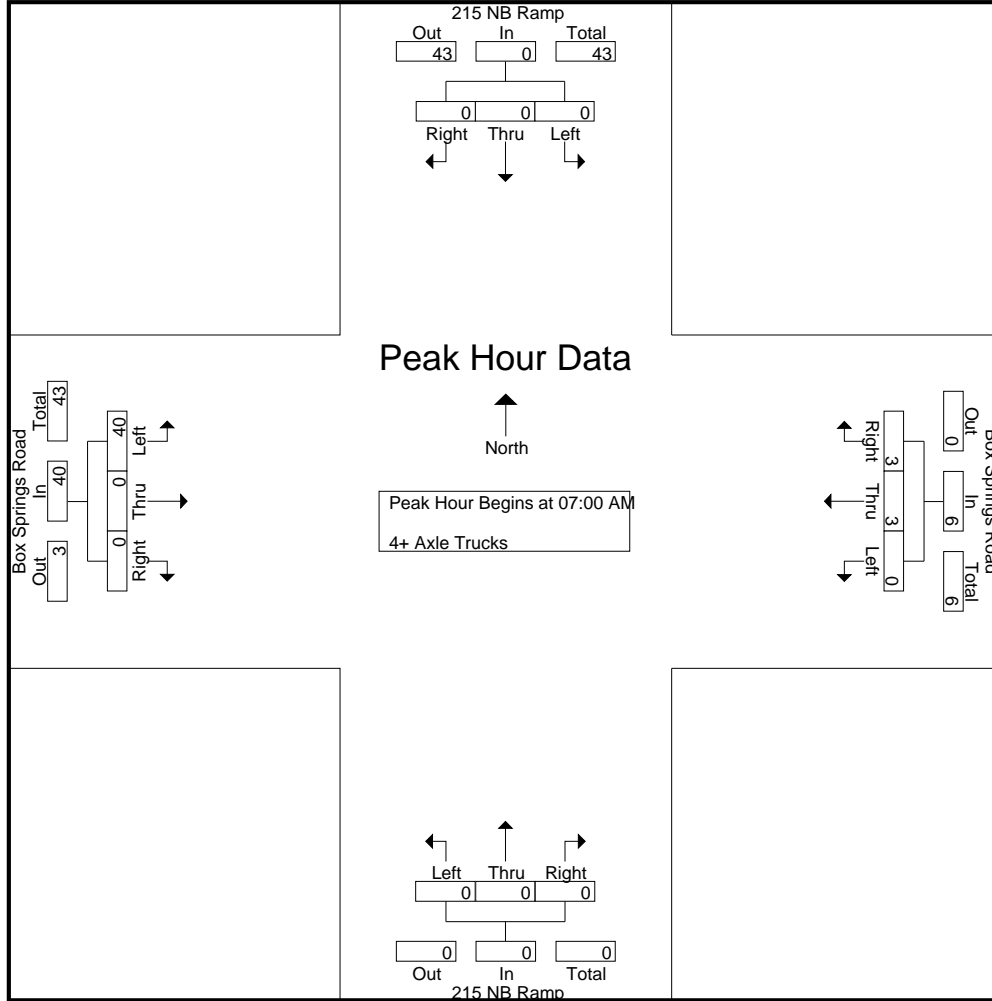 215 NB Ramp
Out In Total
43 0 43
0 0 0
Right Thru Left
Peak Hour Data
North
Peak Hour Begins at 07:00 AM
4+ Axle Trucks
Box Springs Road
Total In Out
43 40 3
40 0 0
Left Thru Right
Box Springs Road
Out In Total
0 6 6
Right Thru Left
3 3 0
Left Thru Right
0 0 0
0 0 0
Out In Total
215 NB Ramp